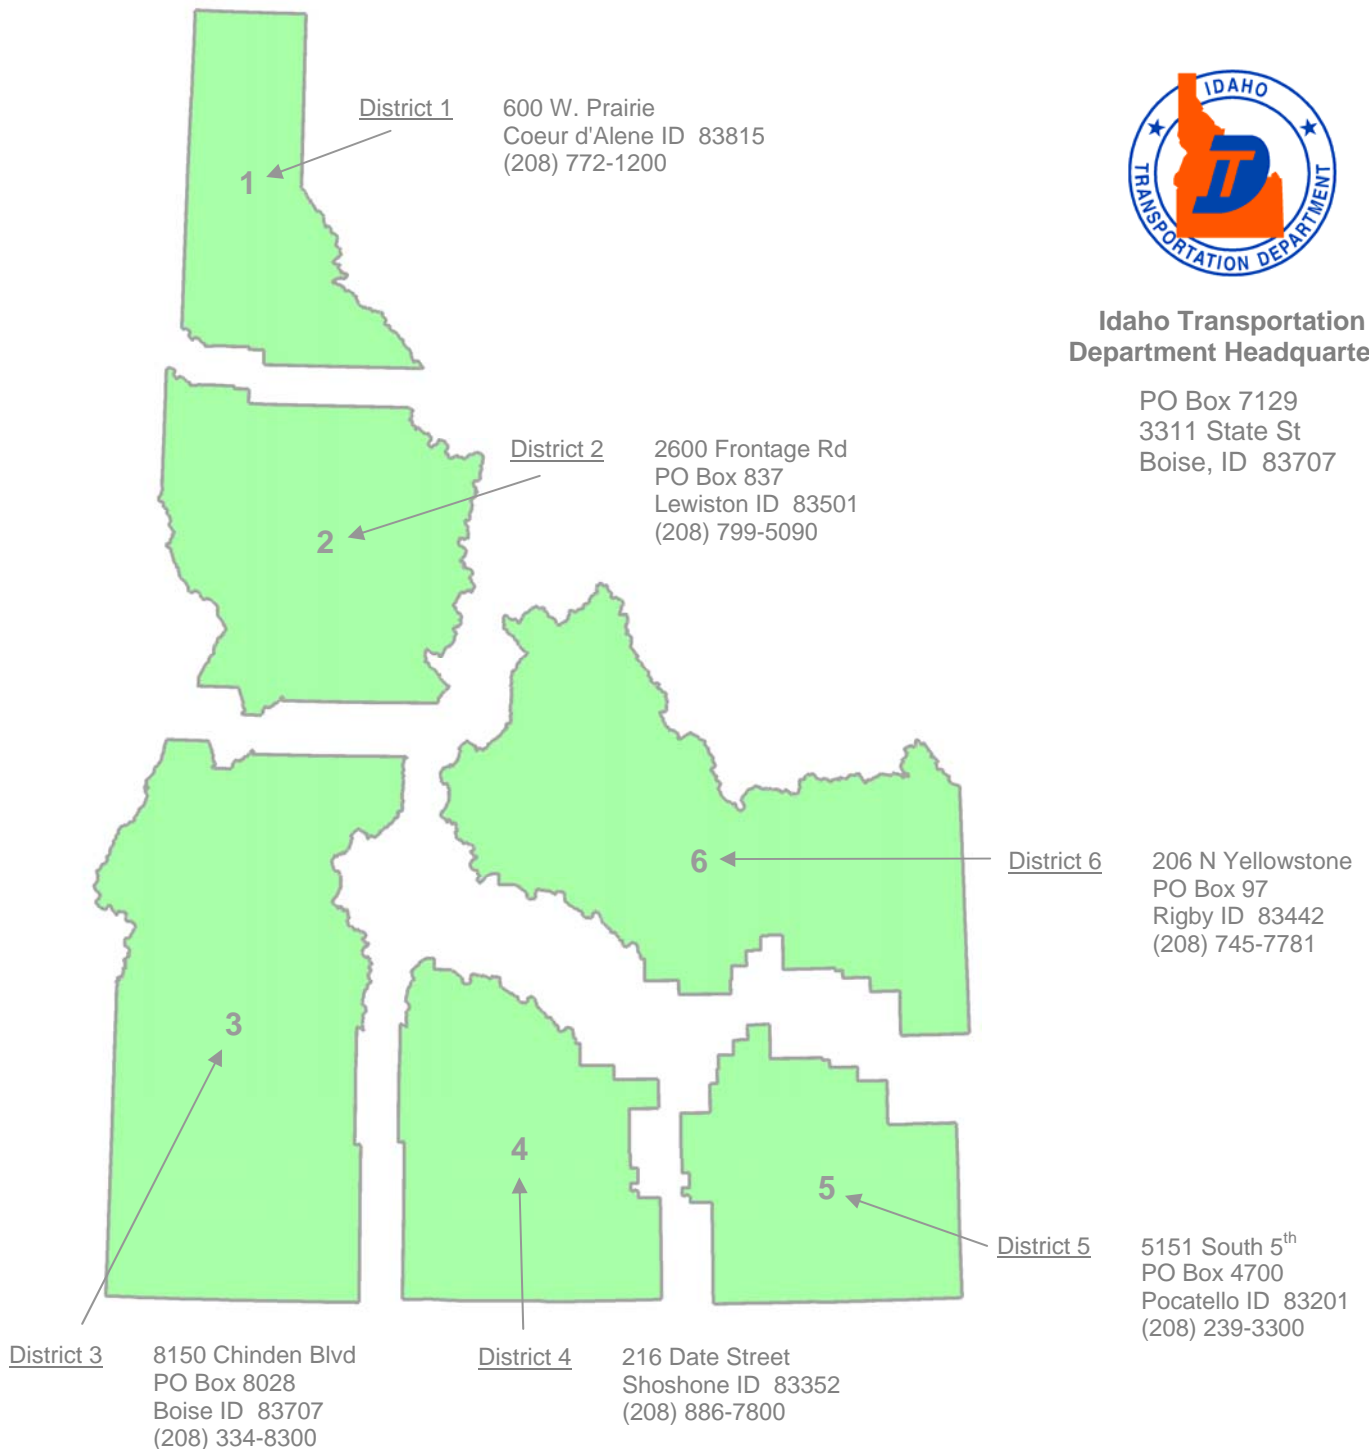 District 1
600 W. Prairie
Coeur d'Alene ID 83815
(208) 772-1200
1
IDAHO
TRANSPORTATION DEPARTMENT
IT
D
Idaho Transportation
Department Headquarte
PO Box 7129
3311 State St
Boise, ID 83707
District 2
2600 Frontage Rd
PO Box 837
Lewiston ID 83501
(208) 799-5090
2
6
District 6
206 N Yellowstone
PO Box 97
Rigby ID 83442
(208) 745-7781
3
4
5
District 5
5151 South 5th
PO Box 4700
Pocatello ID 83201
(208) 239-3300
District 3
8150 Chinden Blvd
PO Box 8028
Boise ID 83707
(208) 334-8300
District 4
216 Date Street
Shoshone ID 83352
(208) 886-7800